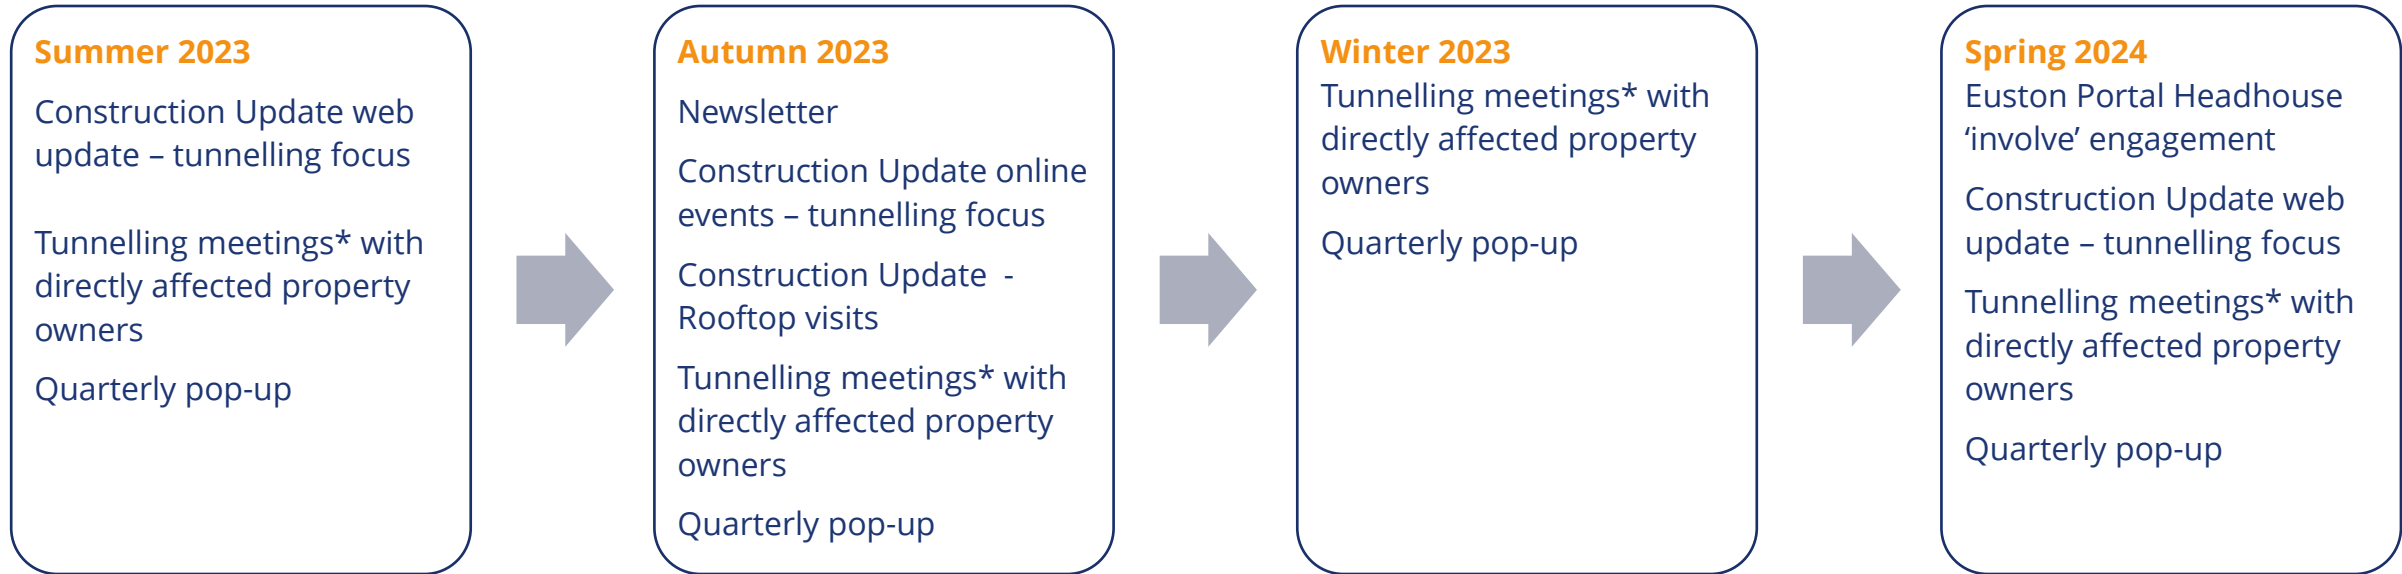 Summer 2023
Construction Update web
update – tunnelling focus
Tunnelling meetings* with
directly affected property
owners
Quarterly pop-up
Autumn 2023
Newsletter
Construction Update online
events – tunnelling focus
Construction Update  -
Rooftop visits
Tunnelling meetings* with
directly affected property
owners
Quarterly pop-up
Winter 2023
Tunnelling meetings* with
directly affected property
owners
Quarterly pop-up
Spring 2024
Euston Portal Headhouse
‘involve’ engagement
Construction Update web
update – tunnelling focus
Tunnelling meetings* with
directly affected property
owners
Quarterly pop-up